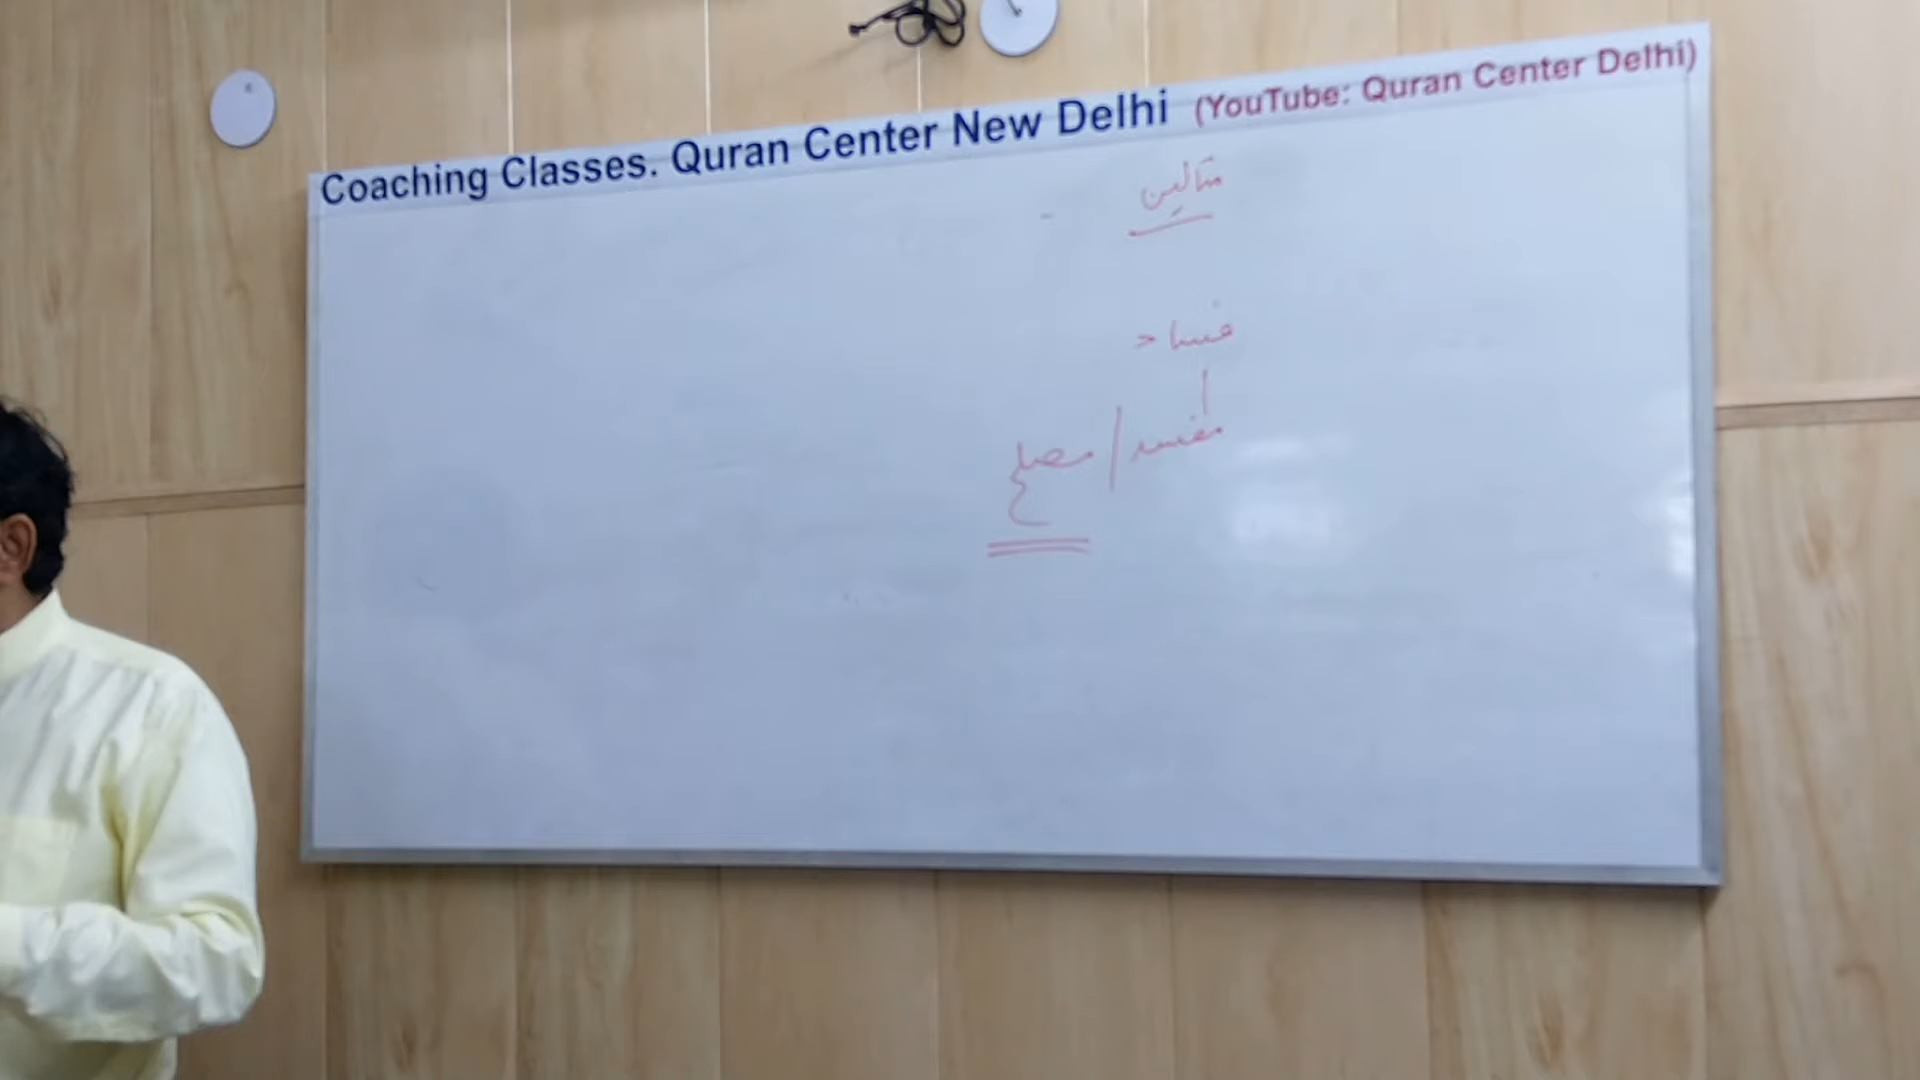 Coaching Classes. Quran Center New Delhi (YouTube: Quran Center Delhi)
مثالیں
فساد
مفسد / مصلح